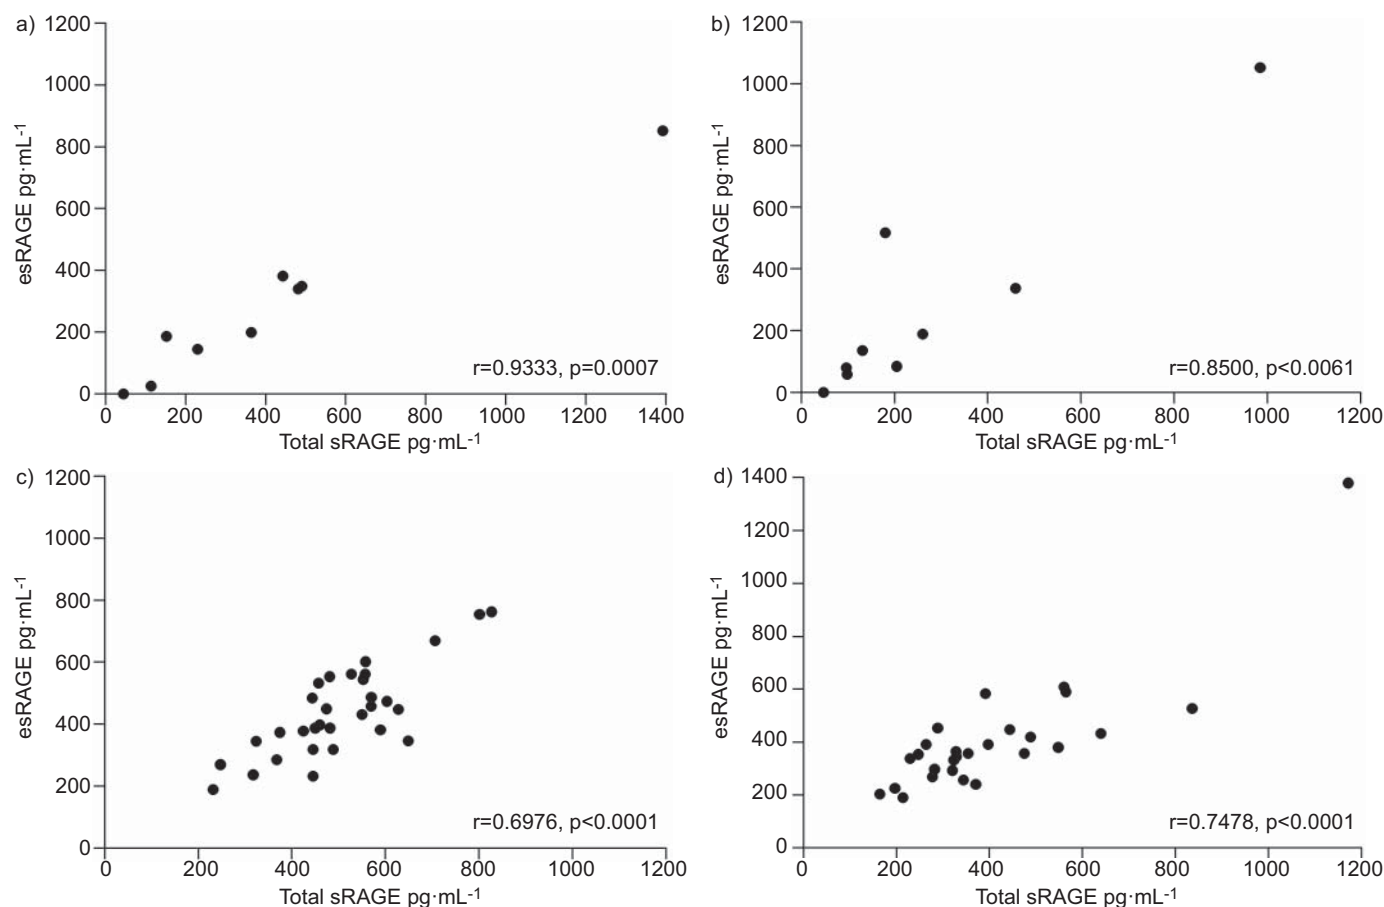 a)
1200
1000
800
600
400
200
0
esRAGE pg·mL-1
r=0.9333, p=0.0007
0 200 400 600 800 1000 1200 1400
Total sRAGE pg·mL-1
b)
1200
1000
800
600
400
200
0
esRAGE pg·mL-1
r=0.8500, p<0.0061
0 200 400 600 800 1000 1200
Total sRAGE pg·mL-1
c)
1200
1000
800
600
400
200
0
esRAGE pg·mL-1
r=0.6976, p<0.0001
0 200 400 600 800 1000 1200
Total sRAGE pg·mL-1
d)
1400
1200
1000
800
600
400
200
0
esRAGE pg·mL-1
r=0.7478, p<0.0001
0 200 400 600 800 1000 1200
Total sRAGE pg·mL-1